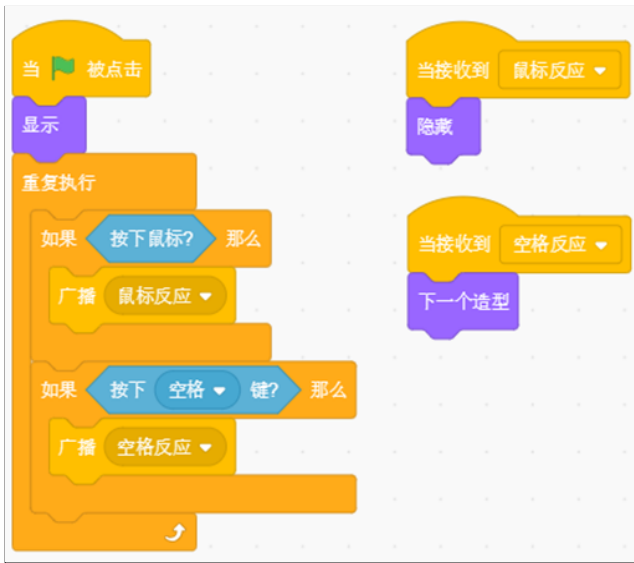 当 被点击
显示
重复执行
如果 按下鼠标? 那么
广播 鼠标反应
如果 按下 空格 键? 那么
广播 空格反应
当接收到 鼠标反应
隐藏
当接收到 空格反应
下一个造型